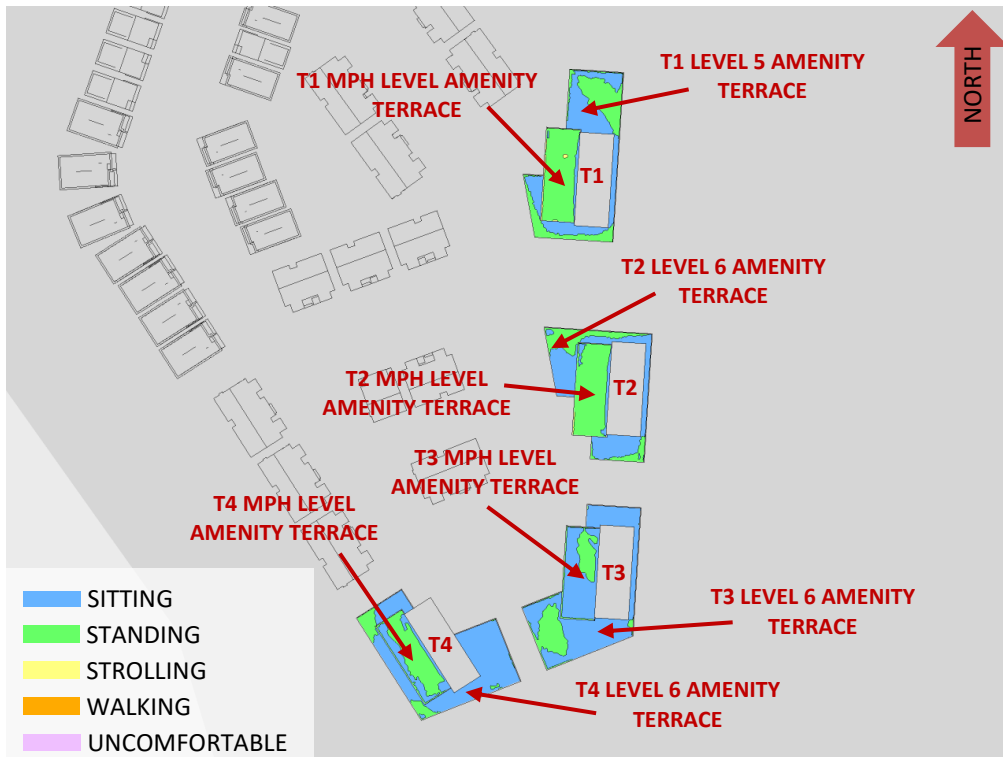 T1 MPH LEVEL AMENITY
TERRACE
T1 LEVEL 5 AMENITY
TERRACE
NORTH
T1
T2 LEVEL 6 AMENITY
TERRACE
T2 MPH LEVEL
AMENITY TERRACE
T2
T3 MPH LEVEL
AMENITY TERRACE
T4 MPH LEVEL
AMENITY TERRACE
T3
T3 LEVEL 6 AMENITY
TERRACE
T4
T4 LEVEL 6 AMENITY
TERRACE
SITTING
STANDING
STROLLING
WALKING
UNCOMFORTABLE